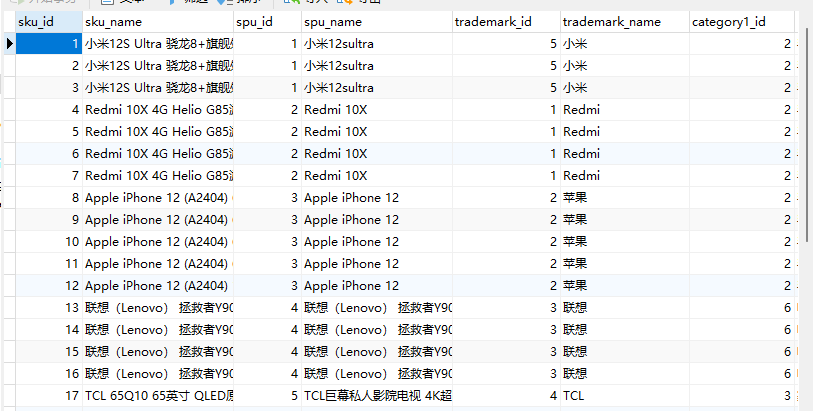 sku_id sku_name spu_id spu_name trademark_id trademark_name category1_id
1 小米12S Ultra 骁龙8+旗舰 1 小米12sultra 5 小米 2
2 小米12S Ultra 骁龙8+旗舰 1 小米12sultra 5 小米 2
3 小米12S Ultra 骁龙8+旗舰 1 小米12sultra 5 小米 2
4 Redmi 10X 4G Helio G85 2 Redmi 10X 1 Redmi 2
5 Redmi 10X 4G Helio G85 2 Redmi 10X 1 Redmi 2
6 Redmi 10X 4G Helio G85 2 Redmi 10X 1 Redmi 2
7 Redmi 10X 4G Helio G85 2 Redmi 10X 1 Redmi 2
8 Apple iPhone 12 (A2404) 3 Apple iPhone 12 2 苹果 2
9 Apple iPhone 12 (A2404) 3 Apple iPhone 12 2 苹果 2
10 Apple iPhone 12 (A2404) 3 Apple iPhone 12 2 苹果 2
11 Apple iPhone 12 (A2404) 3 Apple iPhone 12 2 苹果 2
12 Apple iPhone 12 (A2404) 3 Apple iPhone 12 2 苹果 2
13 联想（Lenovo） 拯救者Y90 4 联想（Lenovo） 拯救者Y90 3 联想 6
14 联想（Lenovo） 拯救者Y90 4 联想（Lenovo） 拯救者Y90 3 联想 6
15 联想（Lenovo） 拯救者Y90 4 联想（Lenovo） 拯救者Y90 3 联想 6
16 联想（Lenovo） 拯救者Y90 4 联想（Lenovo） 拯救者Y90 3 联想 6
17 TCL 65Q10 65英寸 QLED原 5 TCL巨幕私人影院电视 4K超 4 TCL 3